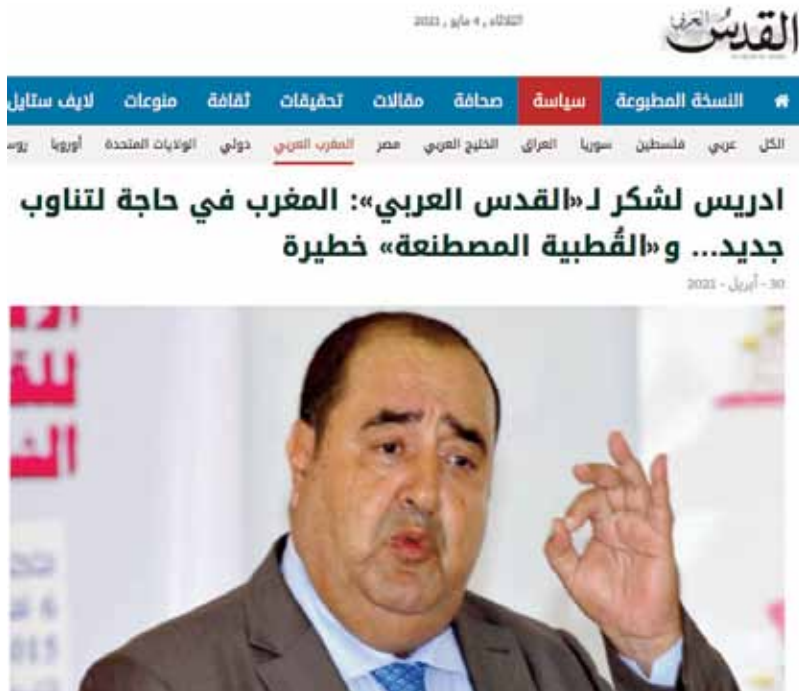 القدس العربي
الثلاثاء , 4 مايو , 2021
النسخة المطبوعة سياسة صحافة مقالات تحقيقات ثقافة منوعات لايف ستايل
الكل عربي فلسطين سوريا العراق الخليج العربي مصر المغرب العربي دولي الولايات المتحدة أوروبا روس
ادريس لشكر لـ«القدس العربي»: المغرب في حاجة لتناوب
جديد... و«القُطبية المصطنعة» خطيرة
30 - أبريل - 2021